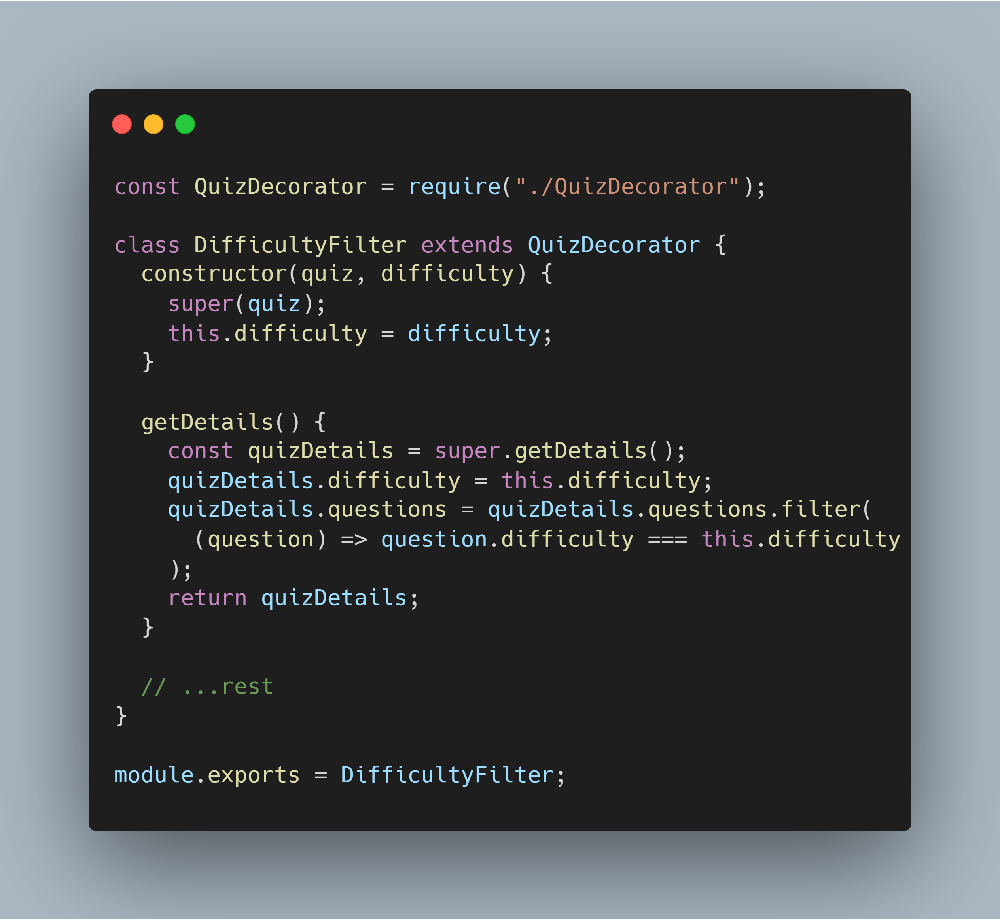 const QuizDecorator = require("./QuizDecorator");

class DifficultyFilter extends QuizDecorator {
  constructor(quiz, difficulty) {
    super(quiz);
    this.difficulty = difficulty;
  }

  getDetails() {
    const quizDetails = super.getDetails();
    quizDetails.difficulty = this.difficulty;
    quizDetails.questions = quizDetails.questions.filter(
      (question) => question.difficulty === this.difficulty
    );
    return quizDetails;
  }

  // ...rest
}

module.exports = DifficultyFilter;